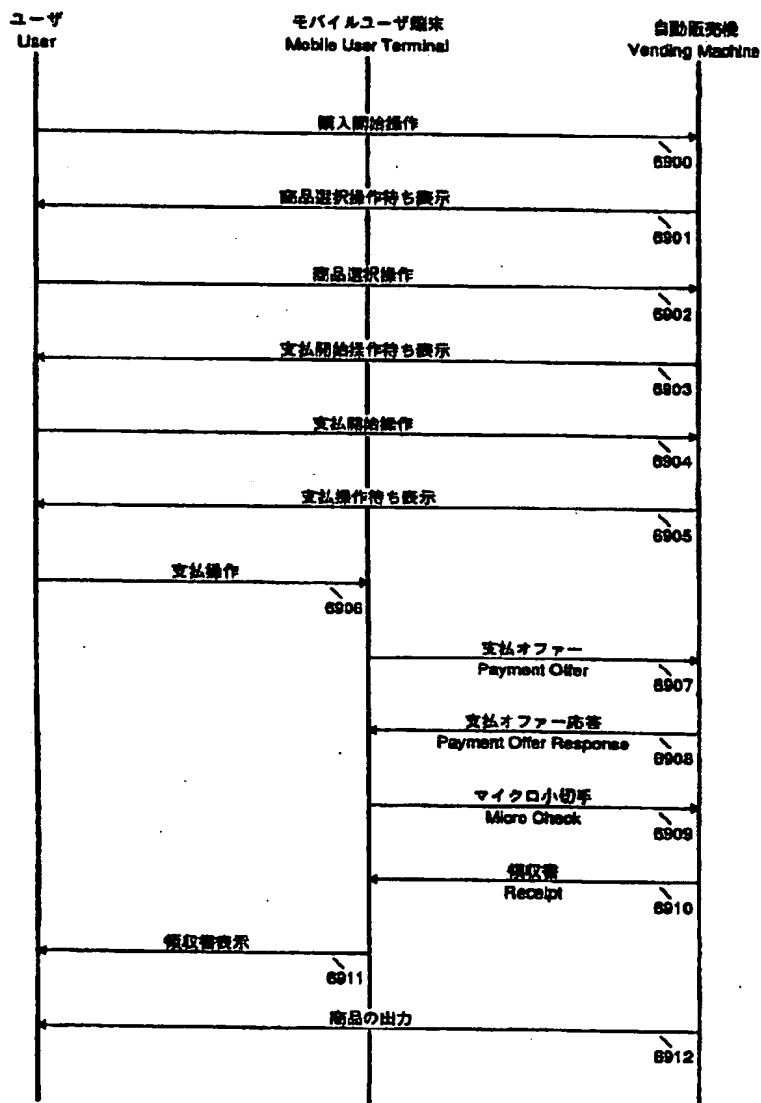 ユーザ
User
モバイルユーザ端末
Mobile User Terminal
自動販売機
Vending Machine
購入開始操作
6900
商品選択操作待ち表示
6901
商品選択操作
6902
支払開始操作待ち表示
6903
支払開始操作
6904
支払操作待ち表示
6905
支払操作
6906
支払オファー
Payment Offer
6907
支払オファー応答
Payment Offer Response
6908
マイクロ小切手
Micro Check
6909
領収書
Receipt
6910
領収書表示
6911
商品の出力
6912